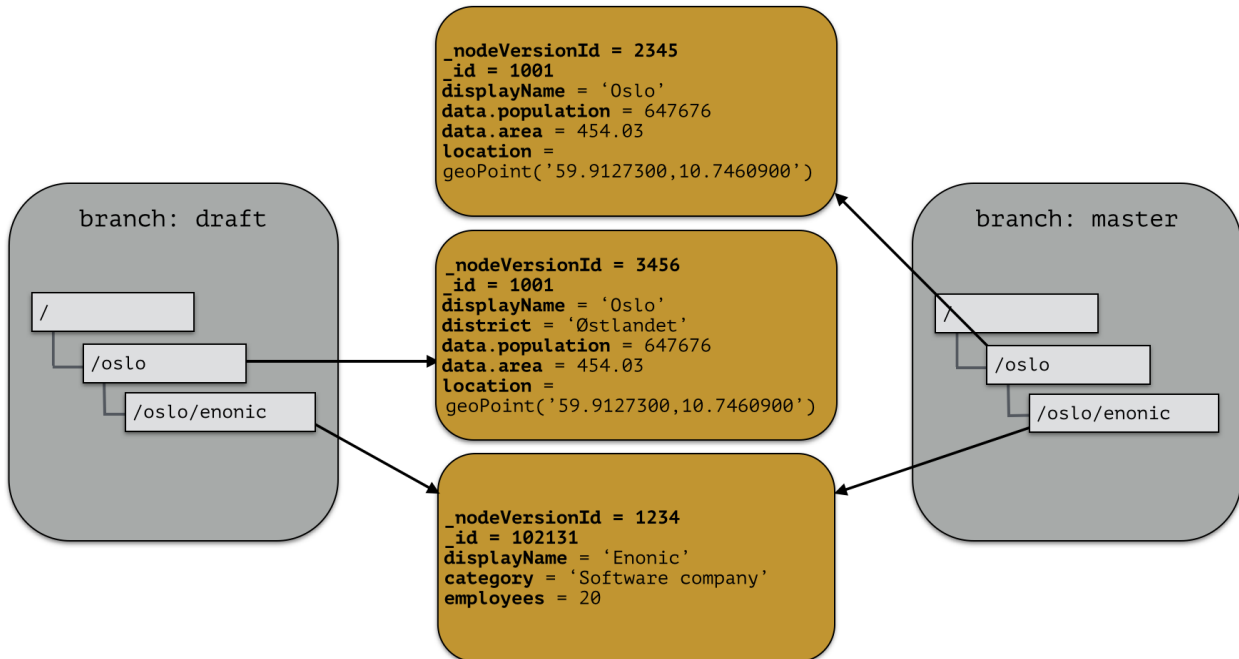 _nodeVersionId = 2345
_id = 1001
displayName = ‘Oslo’
data.population = 647676
data.area = 454.03
location =
geoPoint(’59.9127300,10.7460900’)
branch: draft
/
/oslo
/oslo/enonic
_nodeVersionId = 3456
_id = 1001
displayName = ‘Oslo’
district = ‘Østlandet’
data.population = 647676
data.area = 454.03
location =
geoPoint(’59.9127300,10.7460900’)
branch: master
/
/oslo
/oslo/enonic
_nodeVersionId = 1234
_id = 102131
displayName = ‘Enonic’
category = ‘Software company’
employees = 20